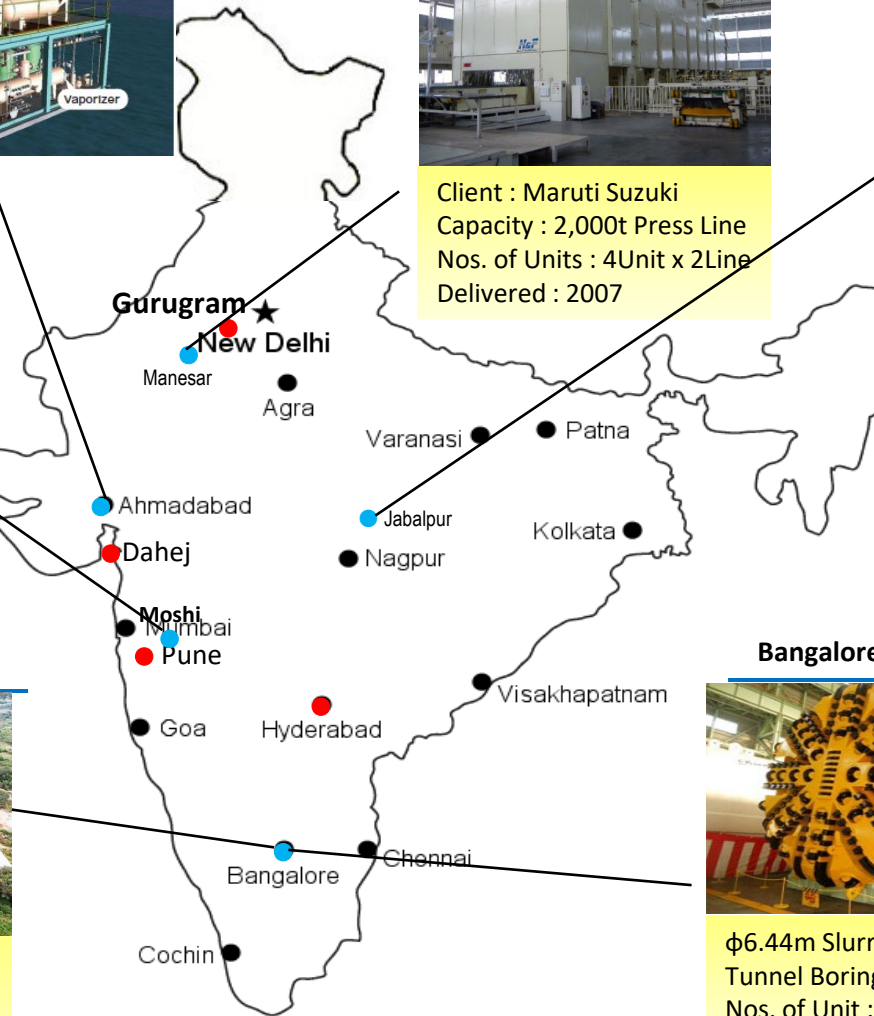 Vaporizer
H&F
Client : Maruti Suzuki
Capacity : 2,000t Press Line
Nos. of Units : 4Unit x 2Line
Delivered : 2007
Gurugram
New Delhi
Manesar
Agra
Varanasi
Patna
Ahmadabad
Jabalpur
Kolkata
Dahej
Nagpur
Moshi
Mumbai
Pune
Bangalore
Visakhapatnam
Goa
Hyderabad
Chennai
Bangalore
Cochin
ϕ6.44m Slurr
Tunnel Boring
Nos. of Unit :